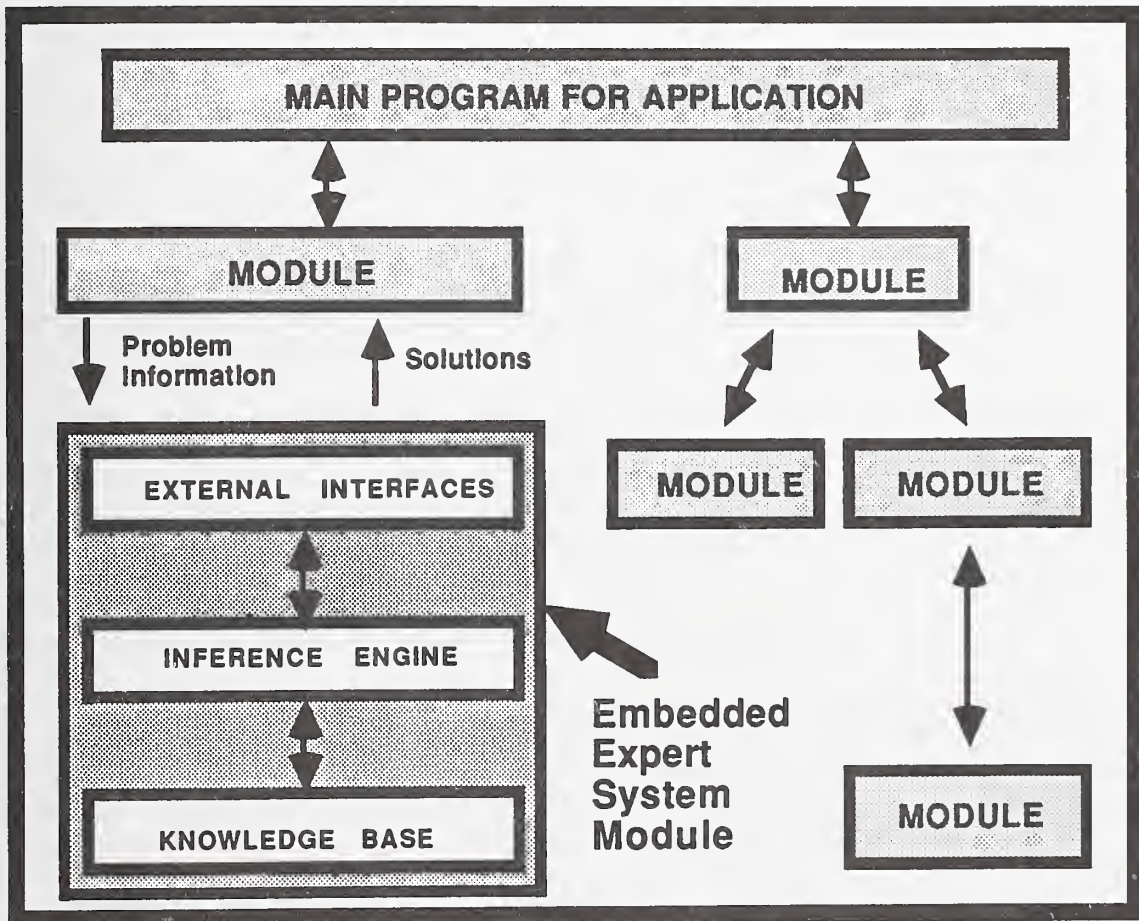 MAIN PROGRAM FOR APPLICATION
MODULE
MODULE
Problem
Information
Solutions
MODULE
MODULE
EXTERNAL INTERFACES
INFERENCE ENGINE
Embedded
Expert
System
Module
KNOWLEDGE BASE
MODULE